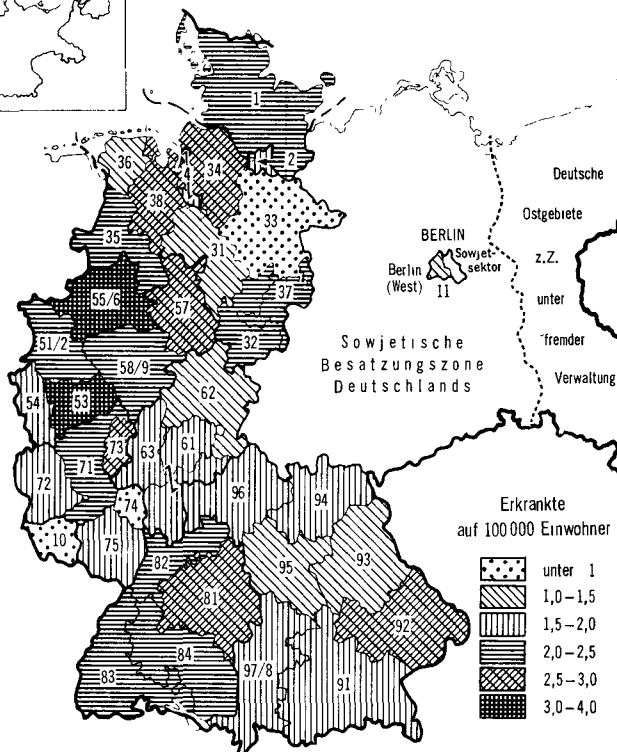 1
2
36
4
34
38
33
35
31
55/6
57
37
51/2
32
58/9
54
53
62
73
63
61
71
72
96
94
74
10
75
82
95
93
81
92
84
83
97/8
91
BERLIN
Sowjet-
sektor
Berlin
(West)
II
Deutsche
Ostgebiete
z.Z.
unter
fremder
Verwaltung
Sowjetische
Besatzungszone
Deutschlands
Erkrankte
auf 100 000 Einwohner
unter 1
1,0–1,5
1,5–2,0
2,0–2,5
2,5–3,0
3,0–4,0